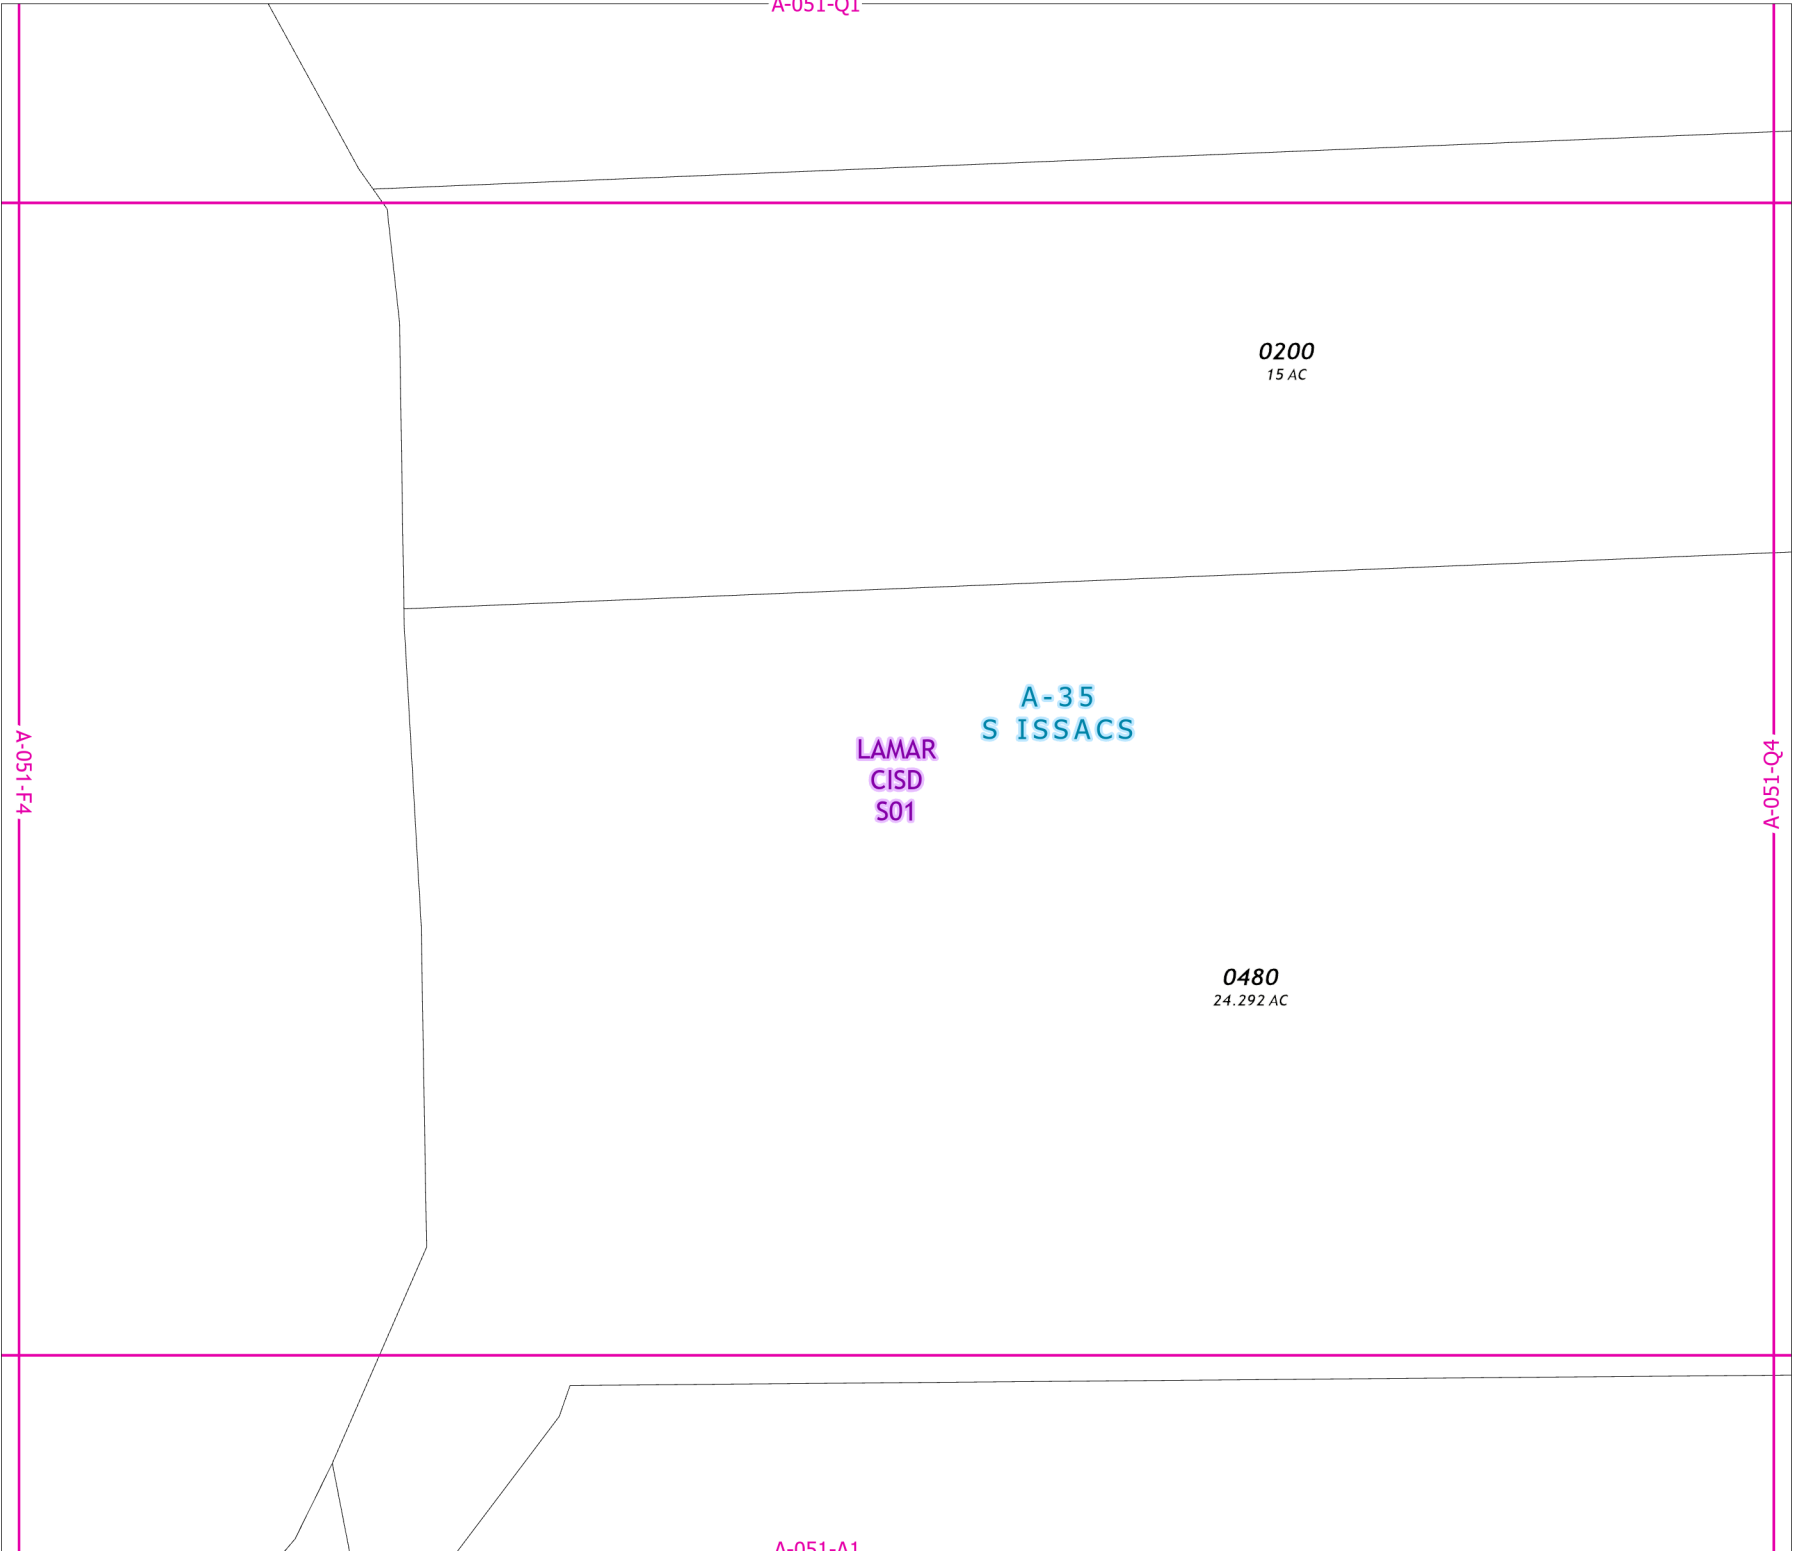 A-051-Q1
0200
15 AC
A-35
S ISSACS
LAMAR
CISD
S01
A-051-F4
A-051-Q4
0480
24.292 AC
A-051-A1